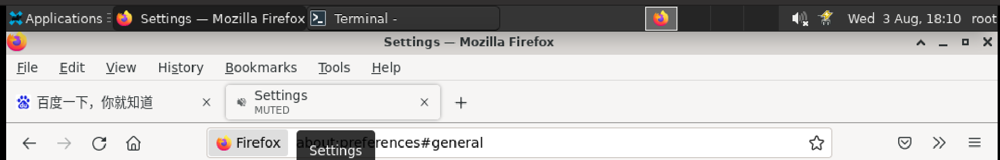 Applications Settings — Mozilla Firefox Terminal - Wed 3 Aug, 18:10 root
Settings — Mozilla Firefox
File Edit View History Bookmarks Tools Help
百度一下，你就知道
Settings
MUTED
Firefox about:preferences#general
Settings